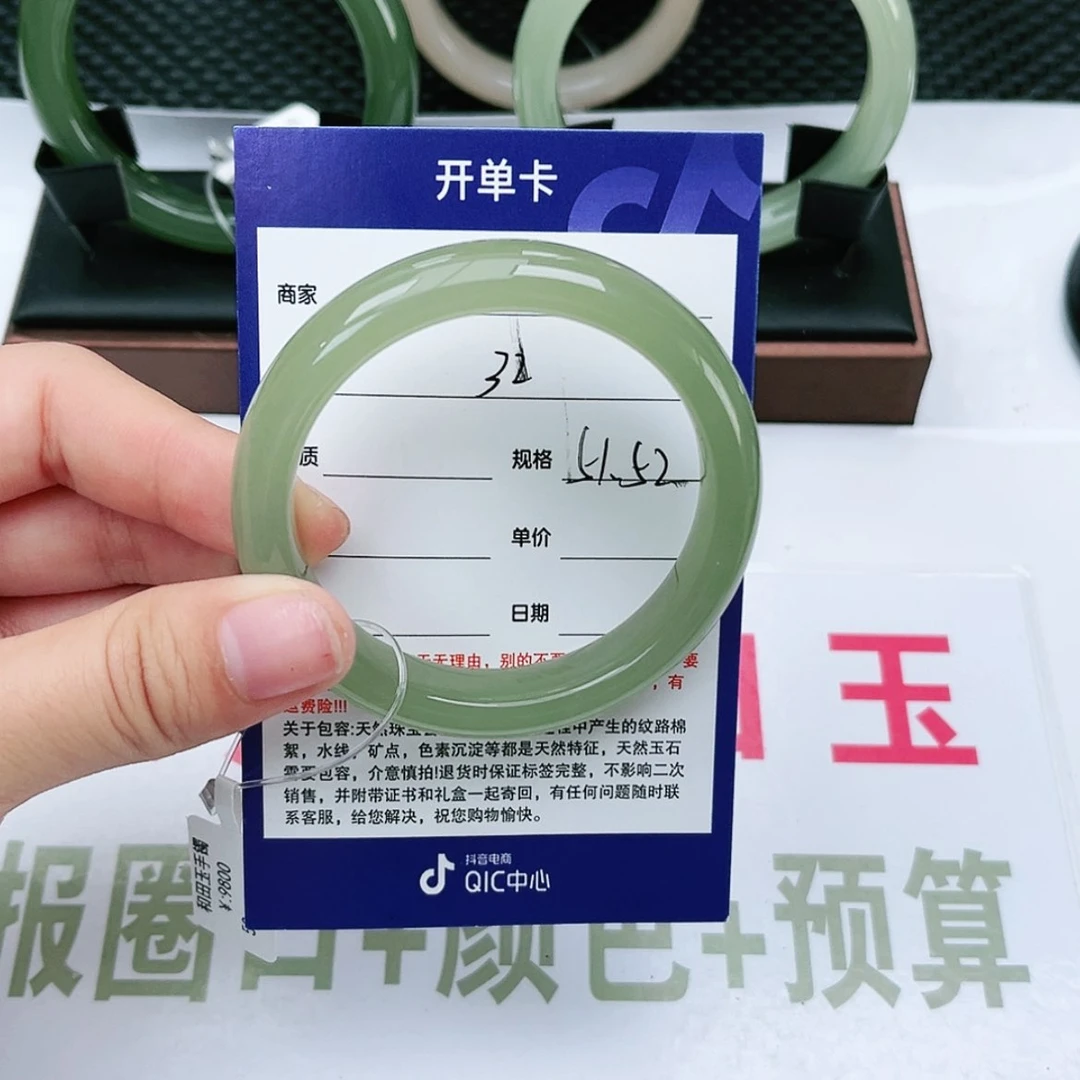 开单卡
商家
质
规格 51.52
单价
日期
无理由，别的不
要
，有
运费险!!!
关于包容:天然珠宝
中产生的纹路棉
絮，水线，矿点，色素沉淀等都是天然特征，天然玉石
需要包容，介意慎拍!退货时保证标签完整，不影响二次
销售，并附带证书和礼盒一起寄回，有任何问题随时联
系客服，给您解决，祝您购物愉快。
抖音电商
QIC中心
和田玉手镯
¥:9800
玉
报圈口+颜色+预算